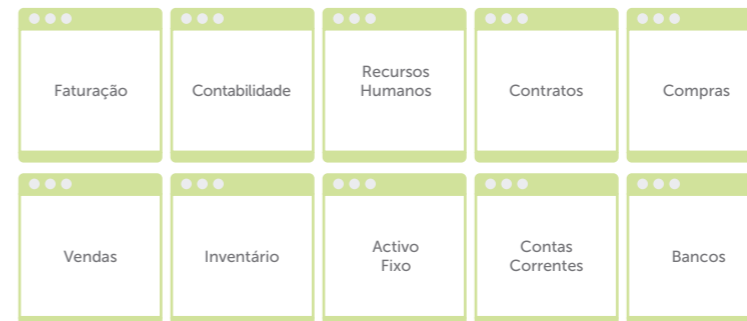 Faturação
Contabilidade
Recursos
Humanos
Contratos
Compras
Vendas
Inventário
Activo
Fixo
Contas
Correntes
Bancos